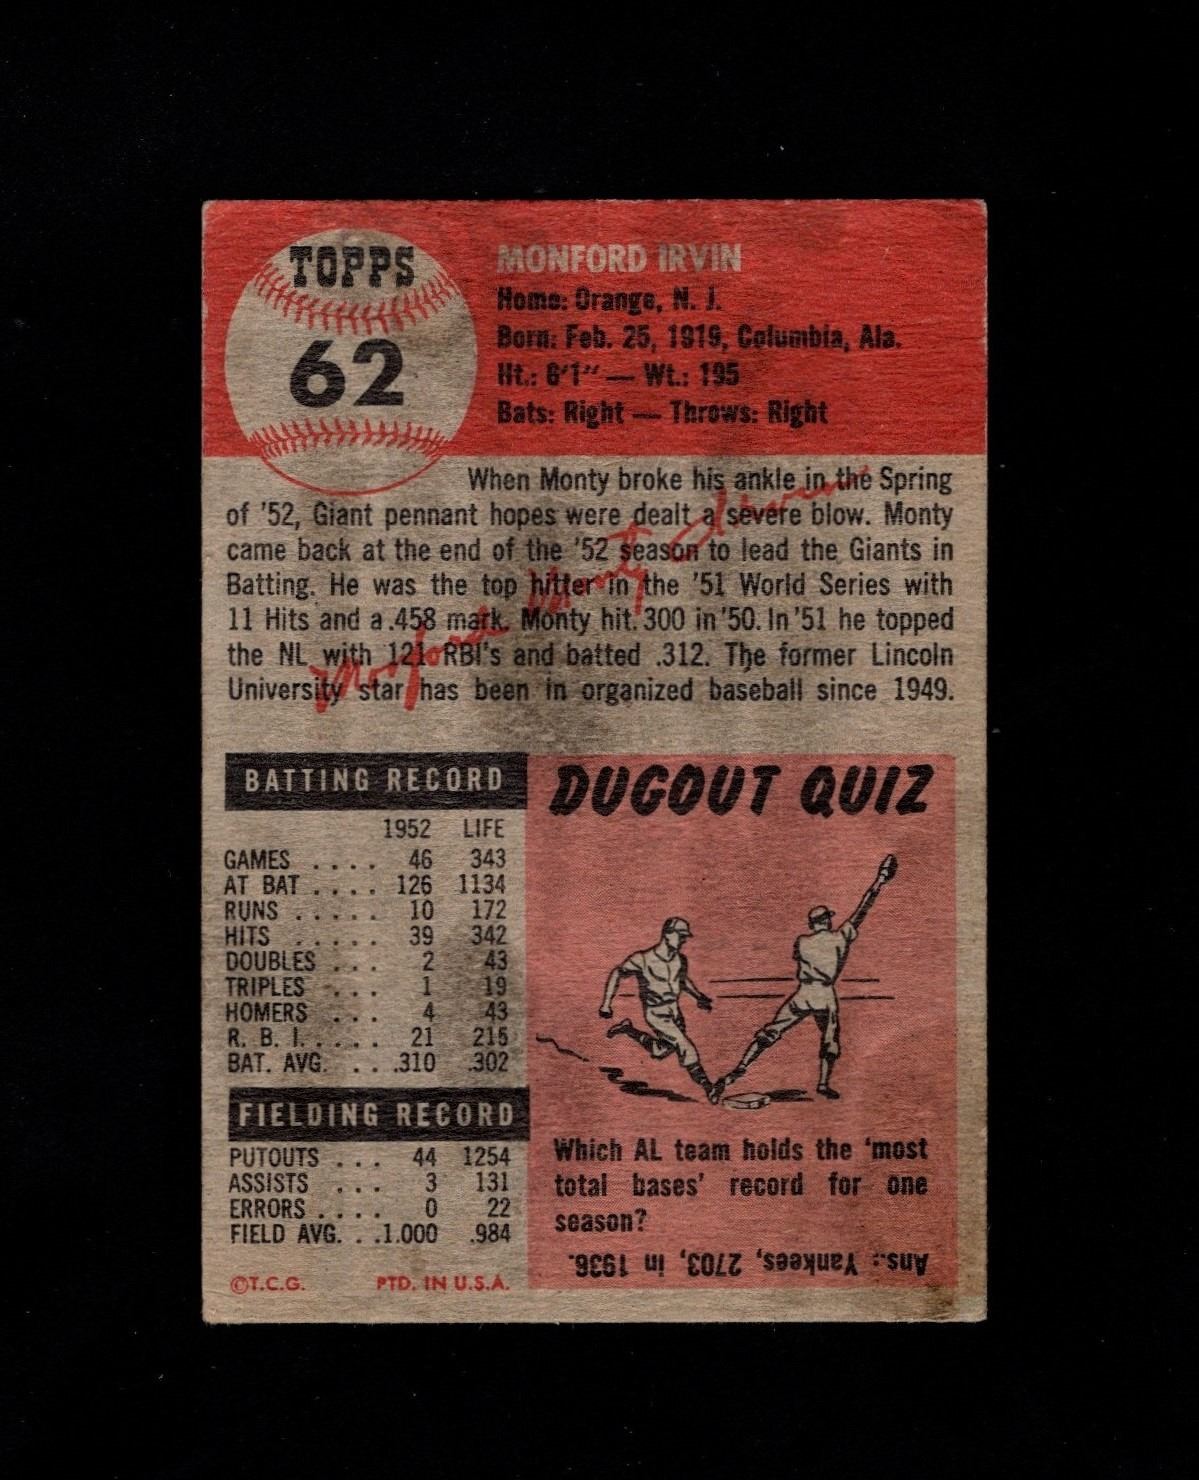 TOPPS
62
MONFORD IRVIN
Home: Orange, N. J.
Born: Feb. 25, 1919, Columbia, Ala.
Ht.: 6'1" — Wt.: 195
Bats: Right — Throws: Right
When Monty broke his ankle in the Spring
of '52, Giant pennant hopes were dealt a severe blow. Monty
came back at the end of the '52 season to lead the Giants in
Batting. He was the top hitter in the '51 World Series with
11 Hits and a .458 mark. Monty hit .300 in '50. In '51 he topped
the NL with 121 RBI's and batted .312. The former Lincoln
University star has been in organized baseball since 1949.
Monford Monty Irvin
BATTING RECORD
1952 LIFE
GAMES . . . . 46 343
AT BAT . . . . 126 1134
RUNS . . . . . 10 172
HITS . . . . . 39 342
DOUBLES . . . 2 43
TRIPLES . . . 1 19
HOMERS . . . 4 43
R. B. I. . . . . 21 215
BAT. AVG. . . . .310 .302
FIELDING RECORD
PUTOUTS . . . 44 1254
ASSISTS . . . 3 131
ERRORS . . . . 0 22
FIELD AVG. . .1.000 .984
©T.C.G. PTD. IN U.S.A.
DUGOUT QUIZ
Which AL team holds the 'most
total bases' record for one
season?
Ans.: Yankees, 2703, in 1936.